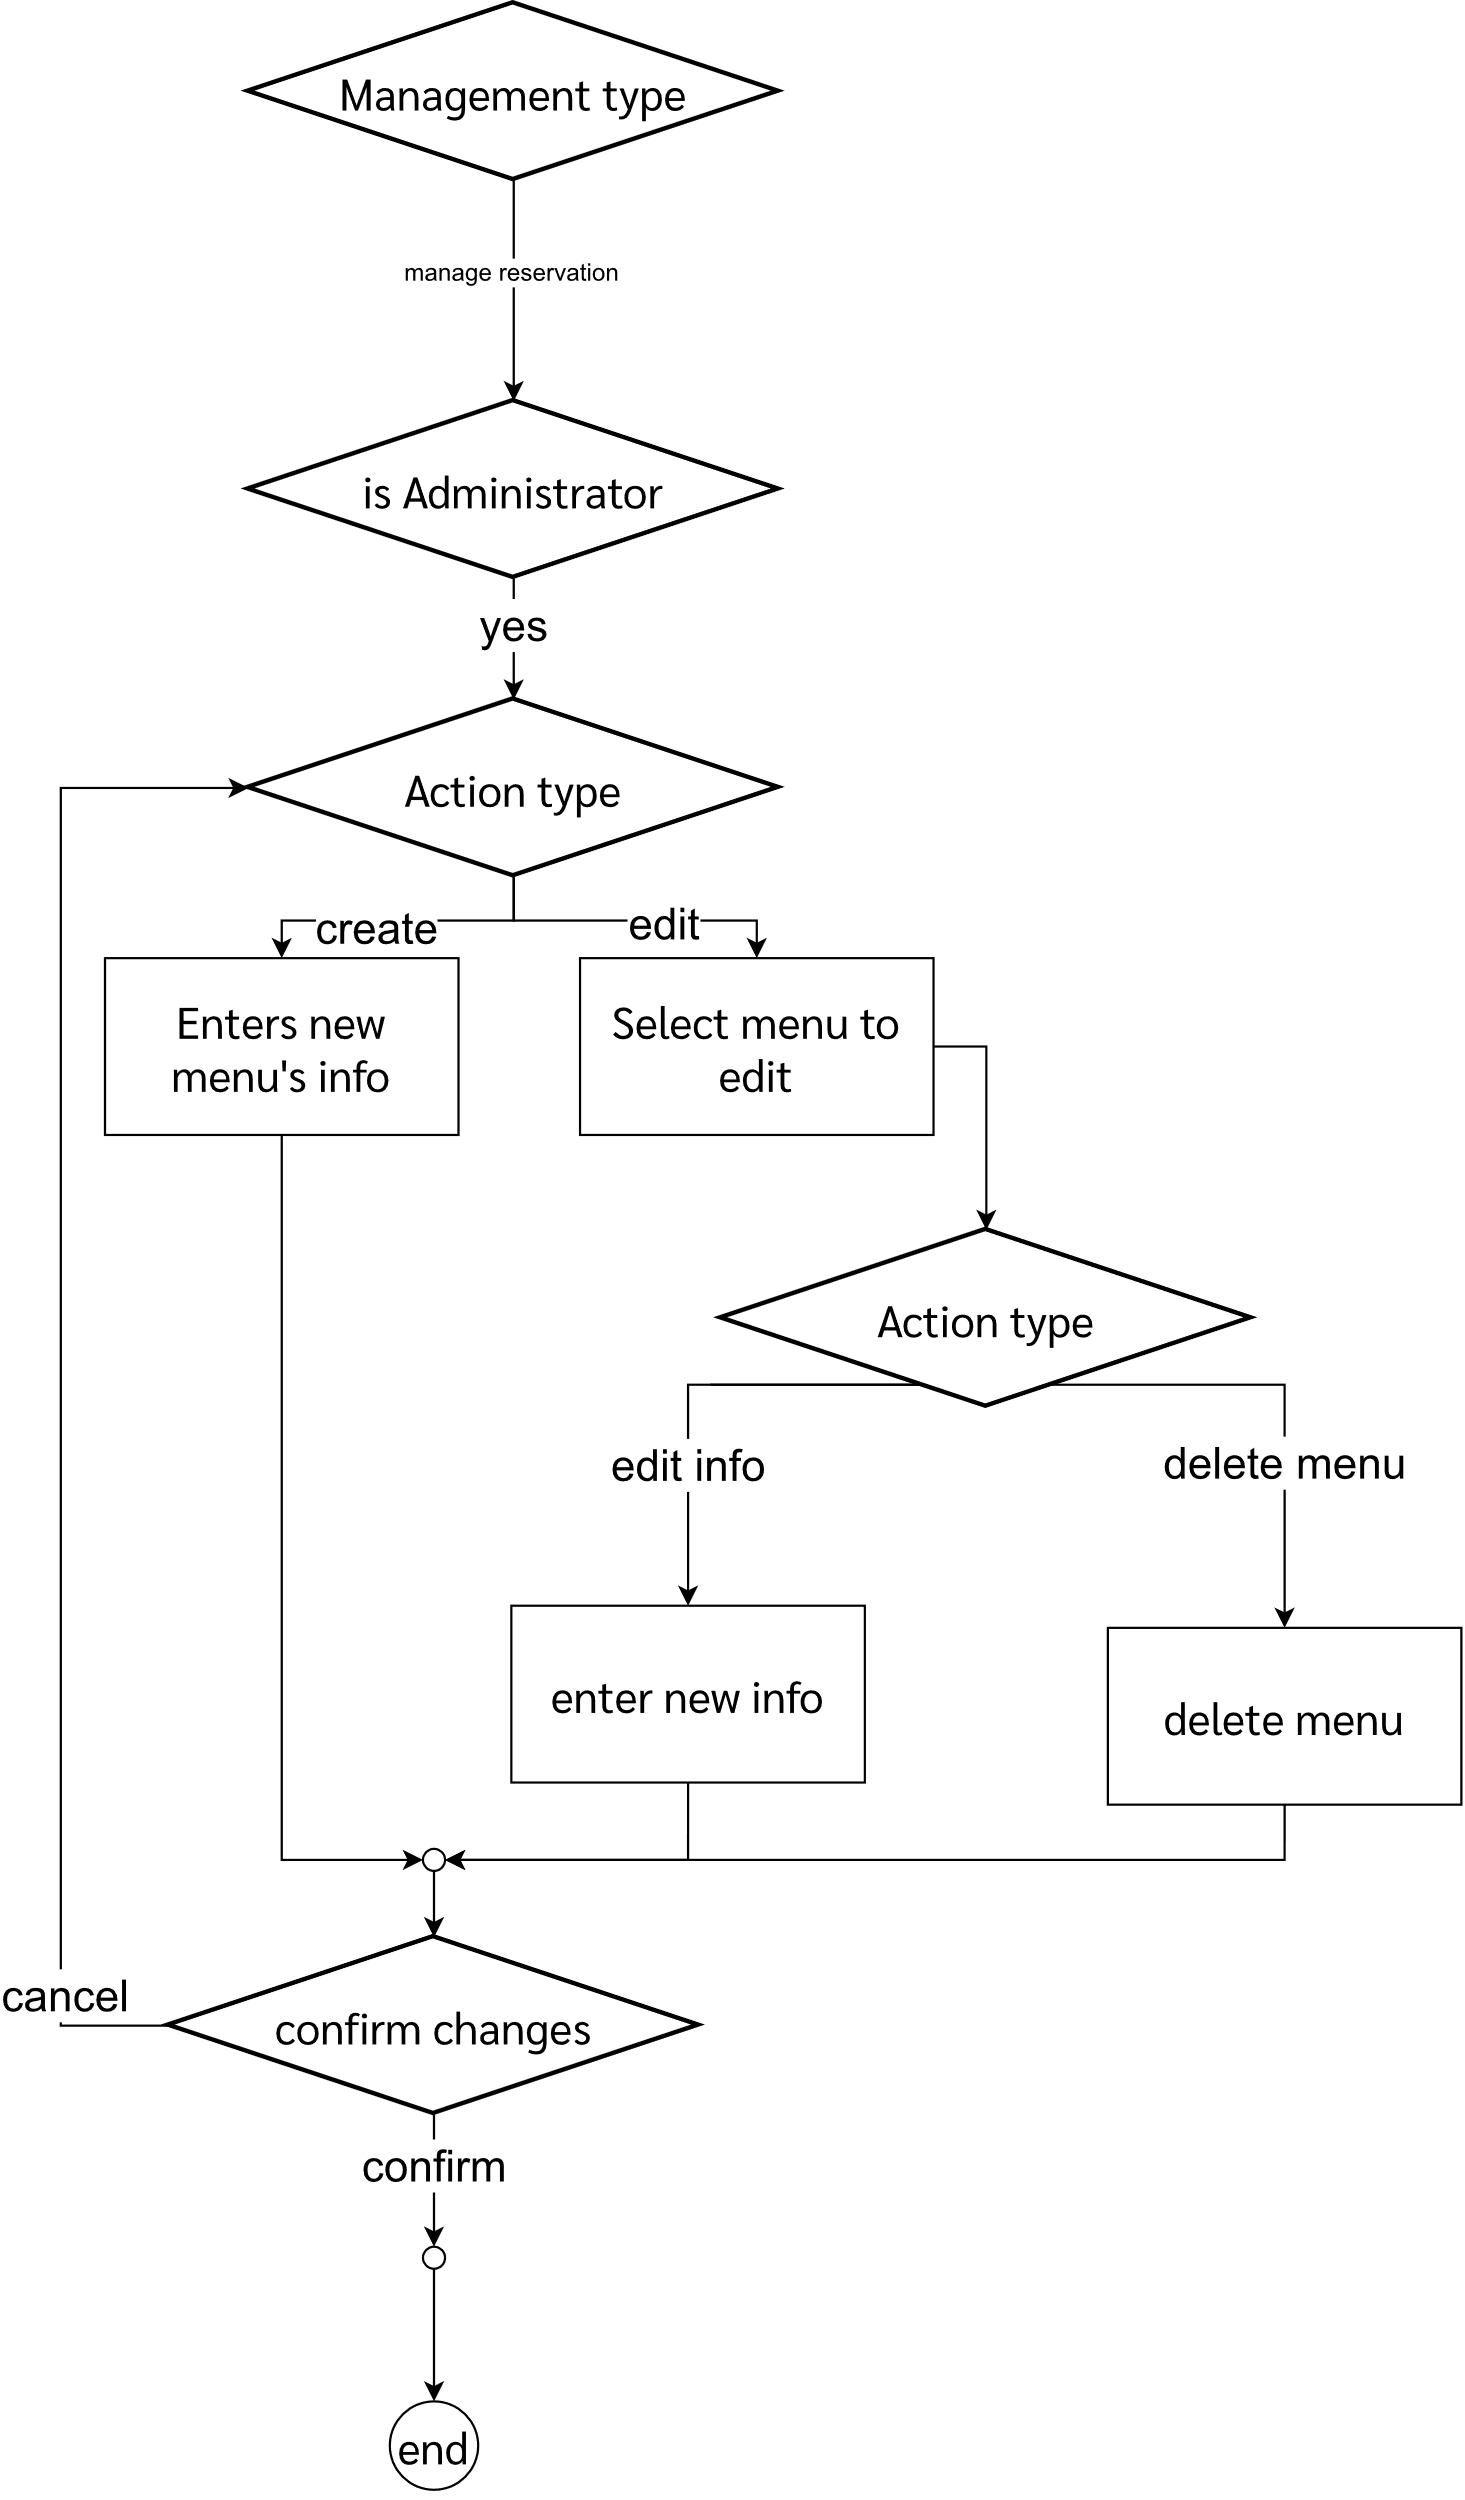 Management type
manage reservation
is Administrator
yes
Action type
create
edit
Enters new
menu's info
Select menu to
edit
Action type
edit info
delete menu
enter new info
delete menu
cancel
confirm changes
confirm
end